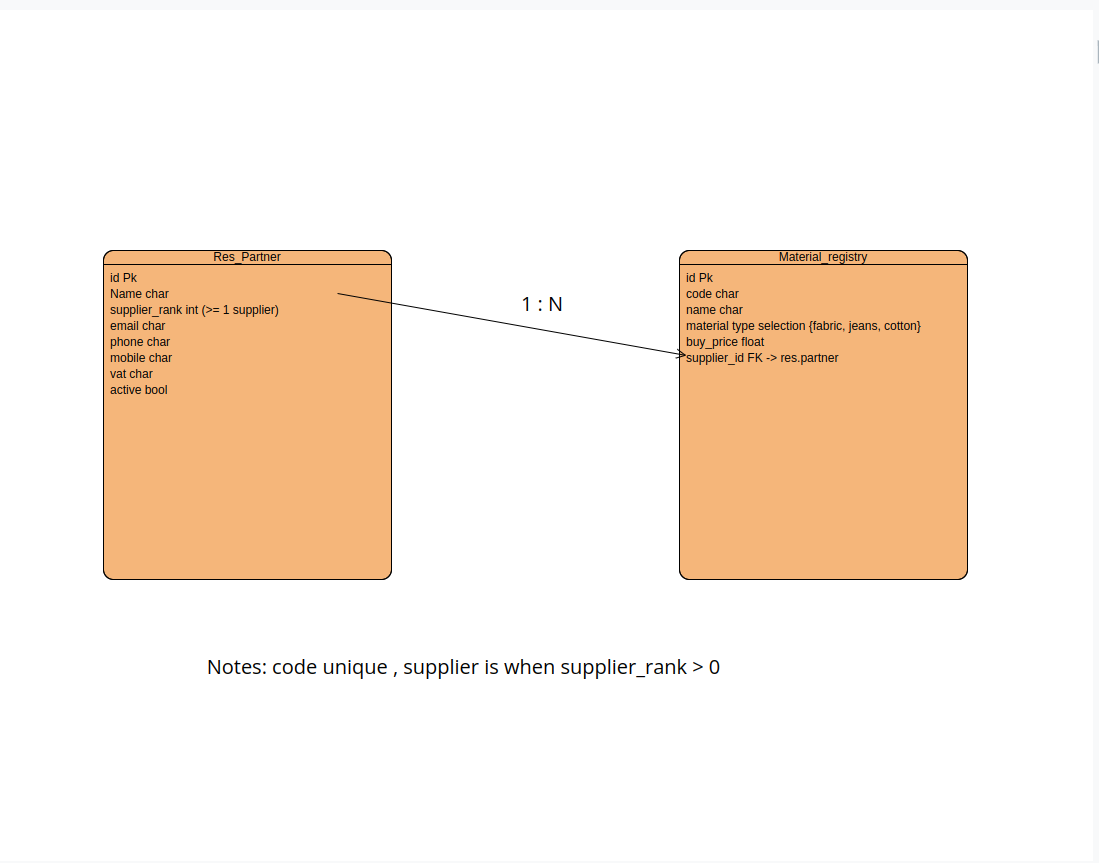 Res_Partner
id Pk
Name char
supplier_rank int (>= 1 supplier)
email char
phone char
mobile char
vat char
active bool
1 : N
Material_registry
id Pk
code char
name char
material type selection {fabric, jeans, cotton}
buy_price float
supplier_id FK -> res.partner
Notes: code unique , supplier is when supplier_rank > 0